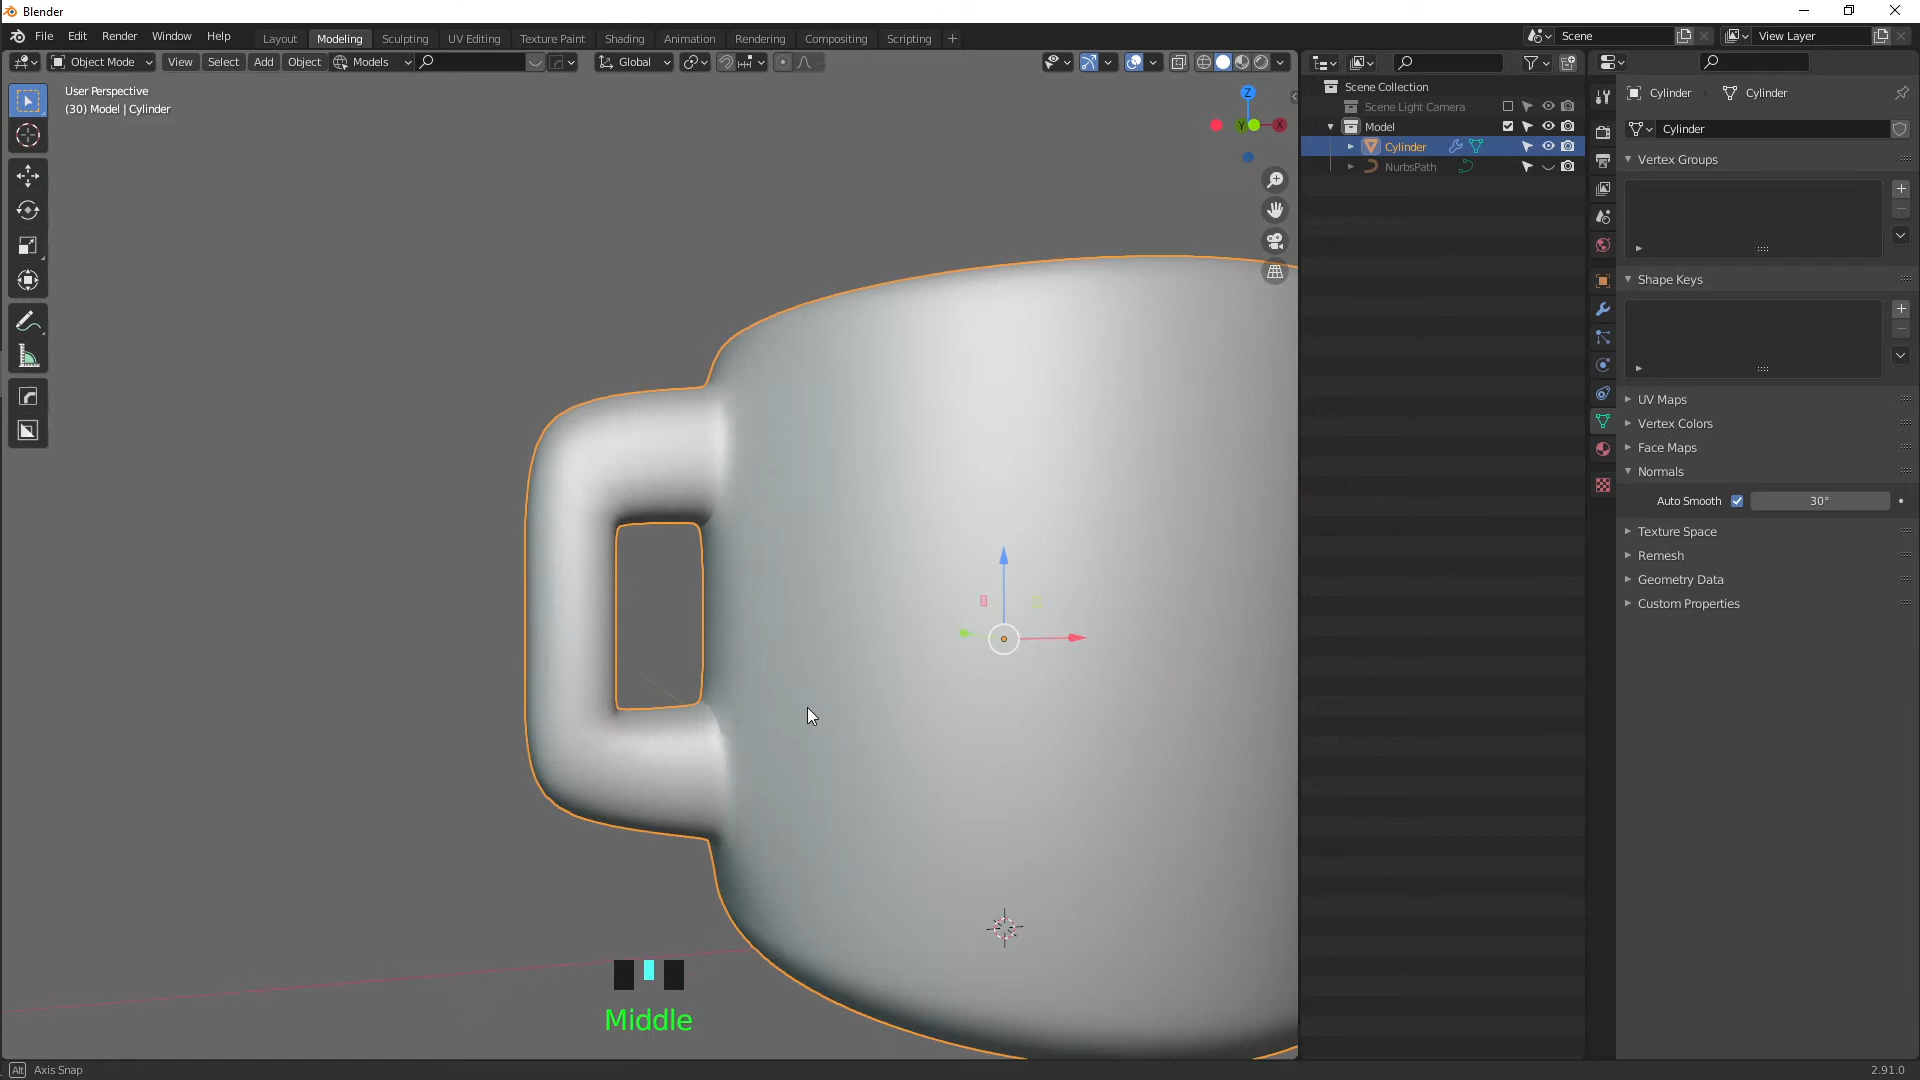 Blender
File Edit Render Window Help
Layout Modeling Sculpting UV Editing Texture Paint Shading Animation Rendering Compositing Scripting +
Scene
View Layer
Object Mode View Select Add Object Models Global
User Perspective
(30) Model | Cylinder
Z
Y
X
Scene Collection
Scene Light Camera
Model
Cylinder
NurbsPath
Cylinder Cylinder
Cylinder
Vertex Groups
Shape Keys
UV Maps
Vertex Colors
Face Maps
Normals
Auto Smooth 30°
Texture Space
Remesh
Geometry Data
Custom Properties
Middle
Alt Axis Snap
2.91.0